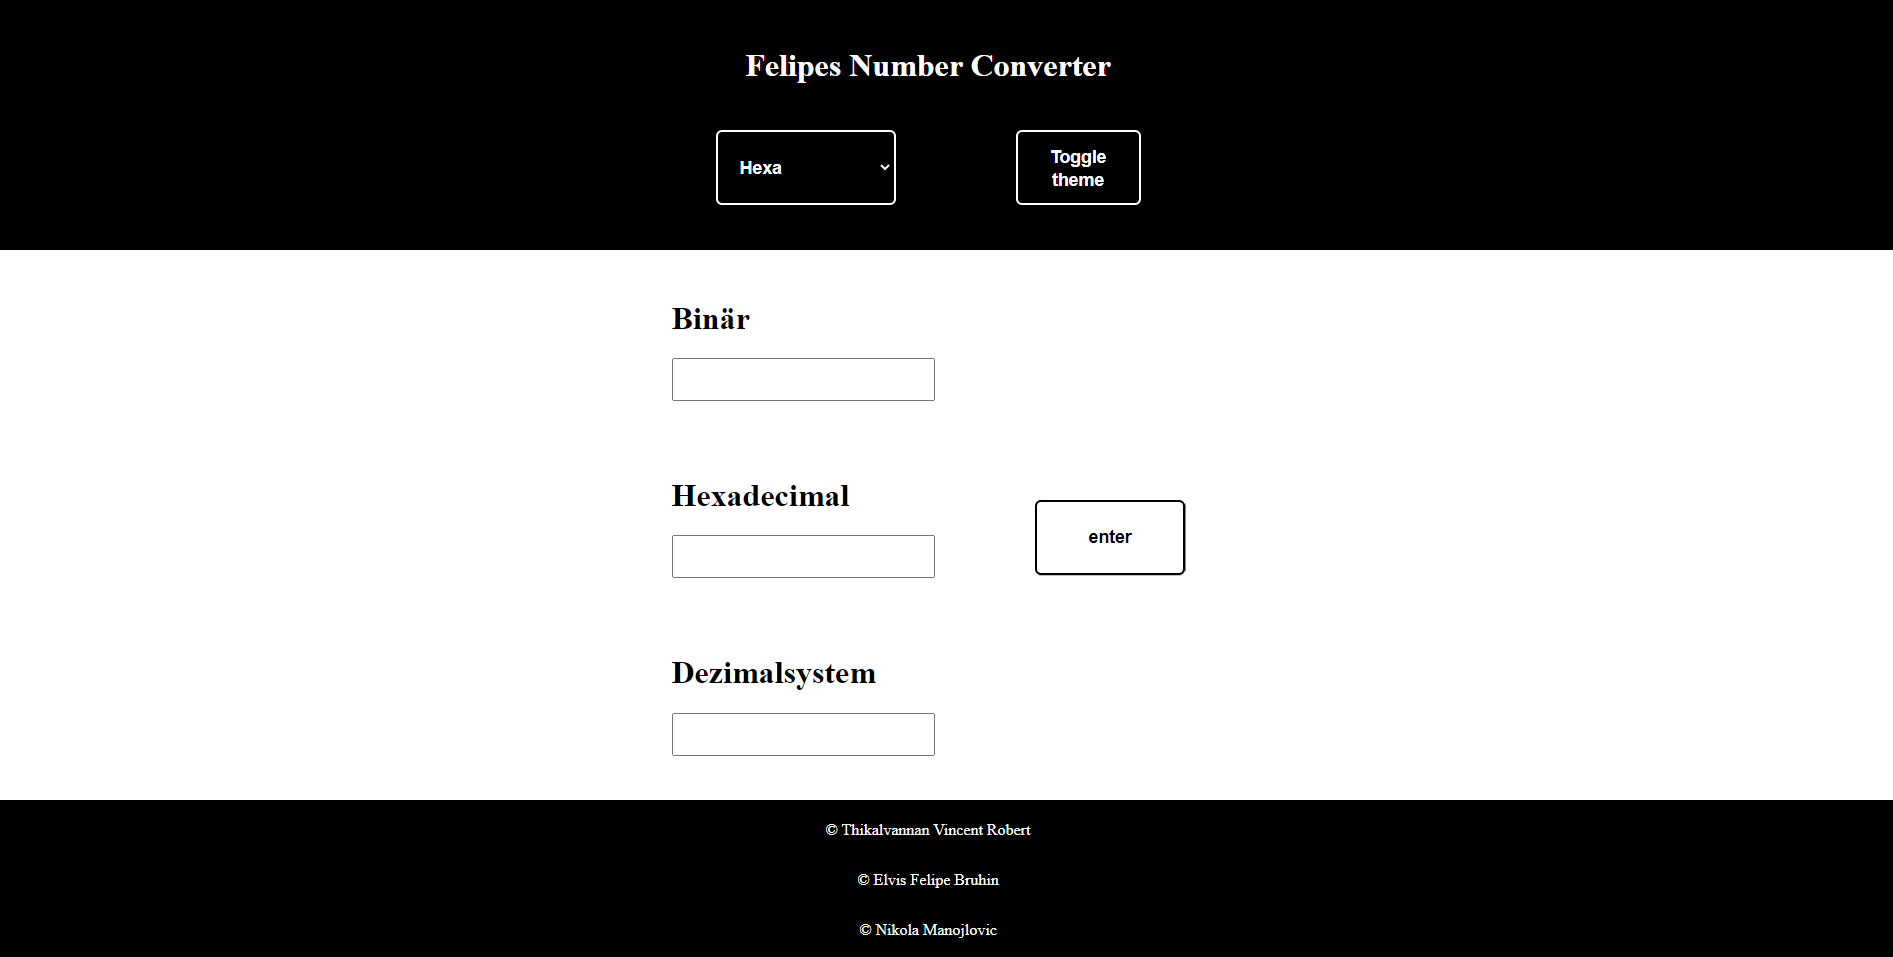 Felipes Number Converter
Hexa
Toggle
theme
Binär
Hexadecimal
enter
Dezimalsystem
© Thikalvannan Vincent Robert
© Elvis Felipe Bruhin
© Nikola Manojlovic